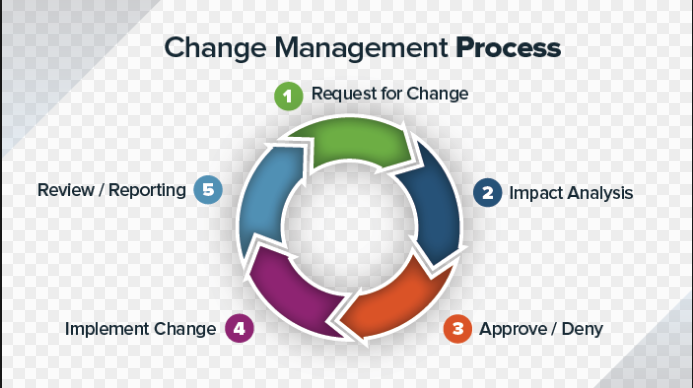 Change Management Process
1 Request for Change
2 Impact Analysis
3 Approve / Deny
4 Implement Change
5 Review / Reporting